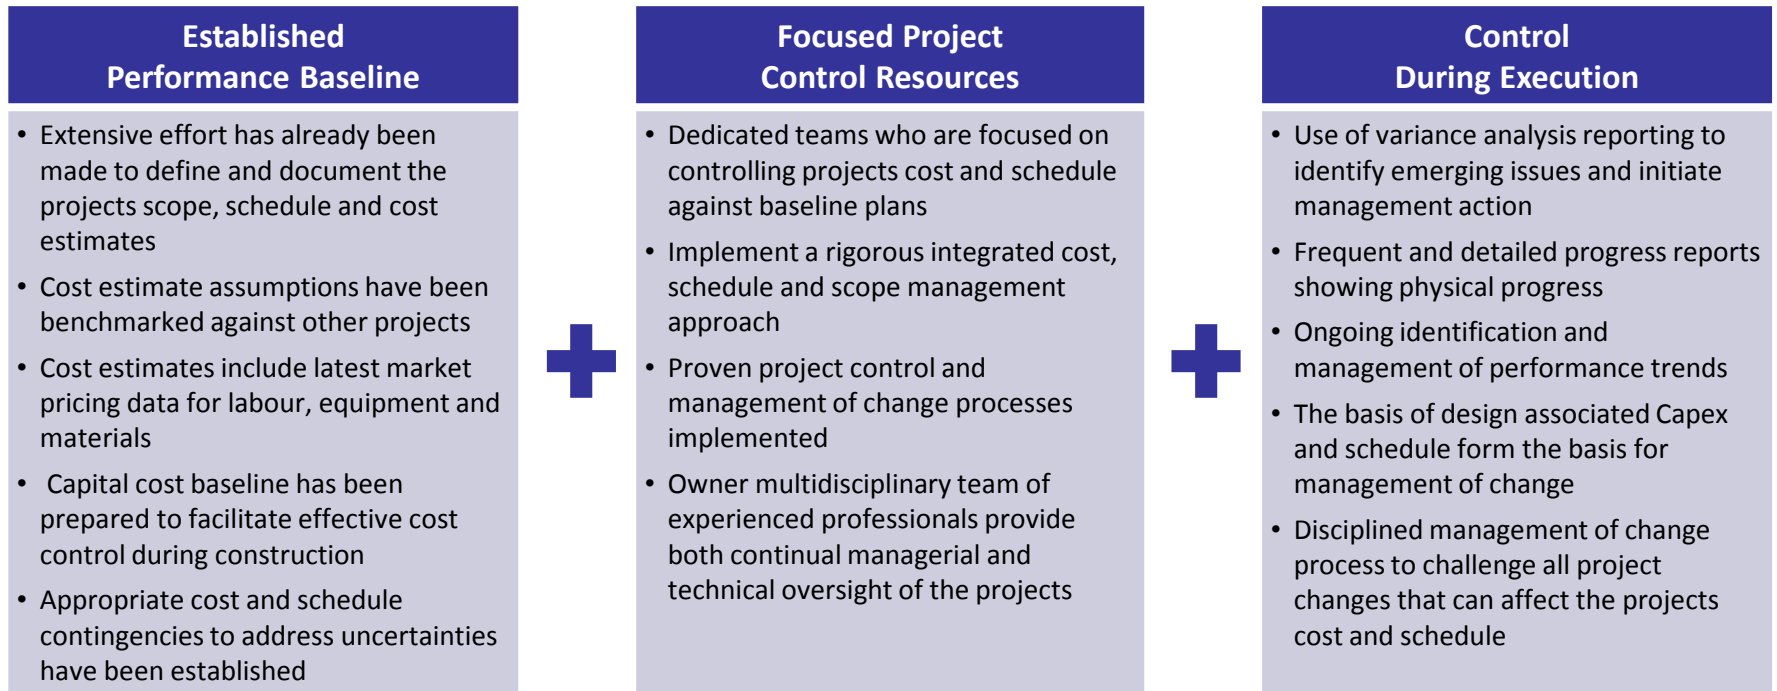 Established
Performance Baseline
• Extensive effort has already been
made to define and document the
projects scope, schedule and cost
estimates
• Cost estimate assumptions have been
benchmarked against other projects
• Cost estimates include latest market
pricing data for labour, equipment and
materials
• Capital cost baseline has been
prepared to facilitate effective cost
control during construction
• Appropriate cost and schedule
contingencies to address uncertainties
have been established
Focused Project
Control Resources
• Dedicated teams who are focused on
controlling projects cost and schedule
against baseline plans
• Implement a rigorous integrated cost,
schedule and scope management
approach
• Proven project control and
management of change processes
implemented
• Owner multidisciplinary team of
experienced professionals provide
both continual managerial and
technical oversight of the projects
Control
During Execution
• Use of variance analysis reporting to
identify emerging issues and initiate
management action
• Frequent and detailed progress reports
showing physical progress
• Ongoing identification and
management of performance trends
• The basis of design associated Capex
and schedule form the basis for
management of change
• Disciplined management of change
process to challenge all project
changes that can affect the projects
cost and schedule